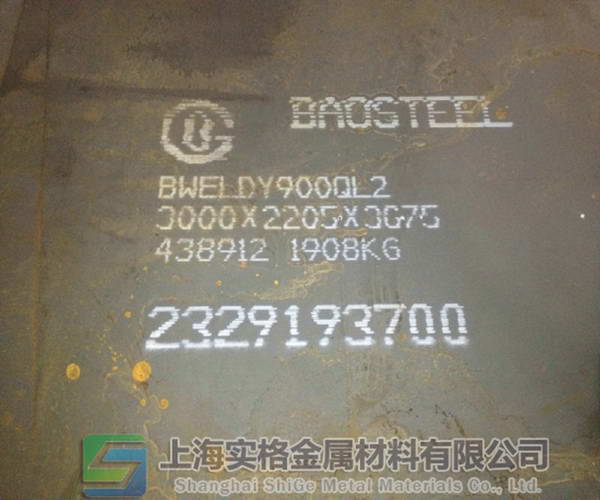 BAOSTEEL
BWELDY900QL2
3000X2205X3675
438912 1908KG
2329193700
上海实格金属材料有限公司
Shanghai ShiGe Metal Materials Co., Ltd.